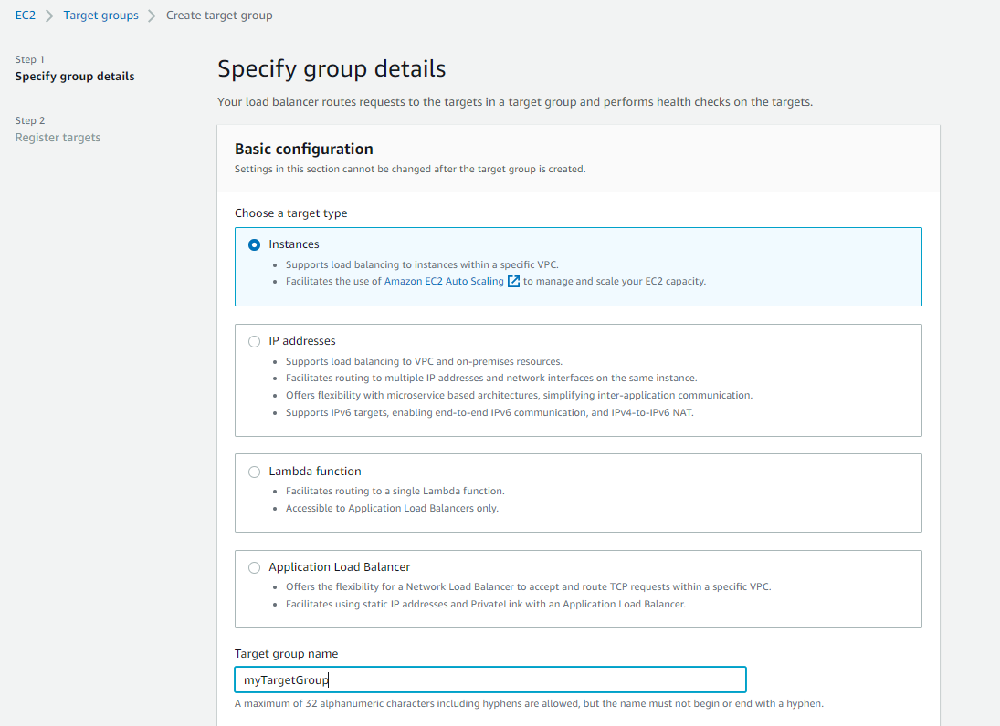 EC2 > Target groups > Create target group
Step 1
Specify group details
Step 2
Register targets
Specify group details
Your load balancer routes requests to the targets in a target group and performs health checks on the targets.
Basic configuration
Settings in this section cannot be changed after the target group is created.
Choose a target type
Instances
• Supports load balancing to instances within a specific VPC.
• Facilitates the use of Amazon EC2 Auto Scaling to manage and scale your EC2 capacity.
IP addresses
• Supports load balancing to VPC and on-premises resources.
• Facilitates routing to multiple IP addresses and network interfaces on the same instance.
• Offers flexibility with microservice based architectures, simplifying inter-application communication.
• Supports IPv6 targets, enabling end-to-end IPv6 communication, and IPv4-to-IPv6 NAT.
Lambda function
• Facilitates routing to a single Lambda function.
• Accessible to Application Load Balancers only.
Application Load Balancer
• Offers the flexibility for a Network Load Balancer to accept and route TCP requests within a specific VPC.
• Facilitates using static IP addresses and PrivateLink with an Application Load Balancer.
Target group name
myTargetGroup
A maximum of 32 alphanumeric characters including hyphens are allowed, but the name must not begin or end with a hyphen.